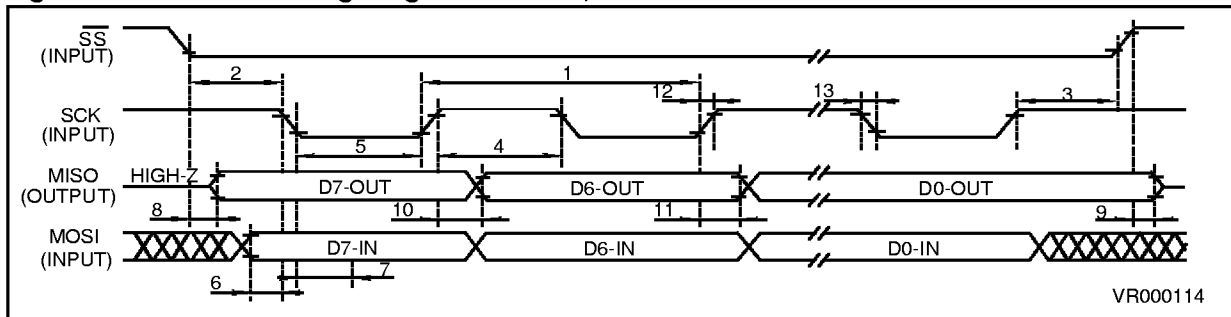 SS
(INPUT)
2
1
12
13
3
SCK
(INPUT)
5
4
MISO
(OUTPUT)
HIGH-Z
D7-OUT
D6-OUT
D0-OUT
8
10
11
9
MOSI
(INPUT)
D7-IN
D6-IN
D0-IN
6
7
VR000114